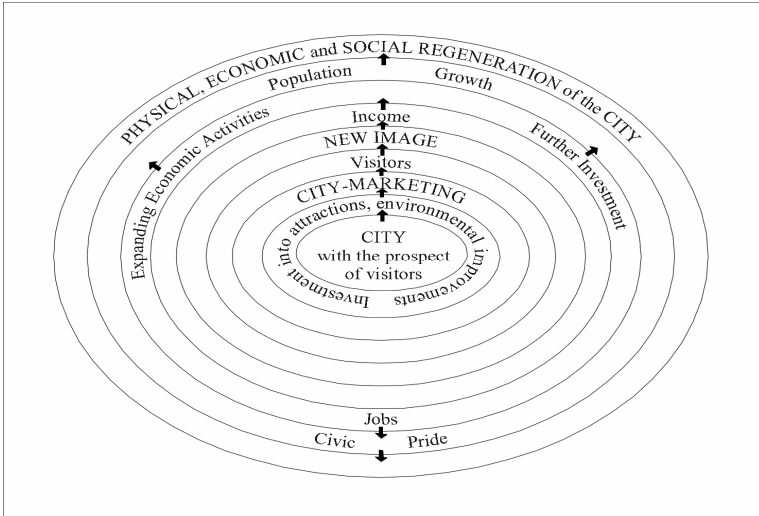 PHYSICAL, ECONOMIC and SOCIAL REGENERATION of the CITY
Population Growth
Expanding Economic Activities
Further Investment
Income
NEW IMAGE
Visitors
CITY-MARKETING
Investment into attractions, environmental improvements
CITY
with the prospect
of visitors
Jobs
Civic Pride